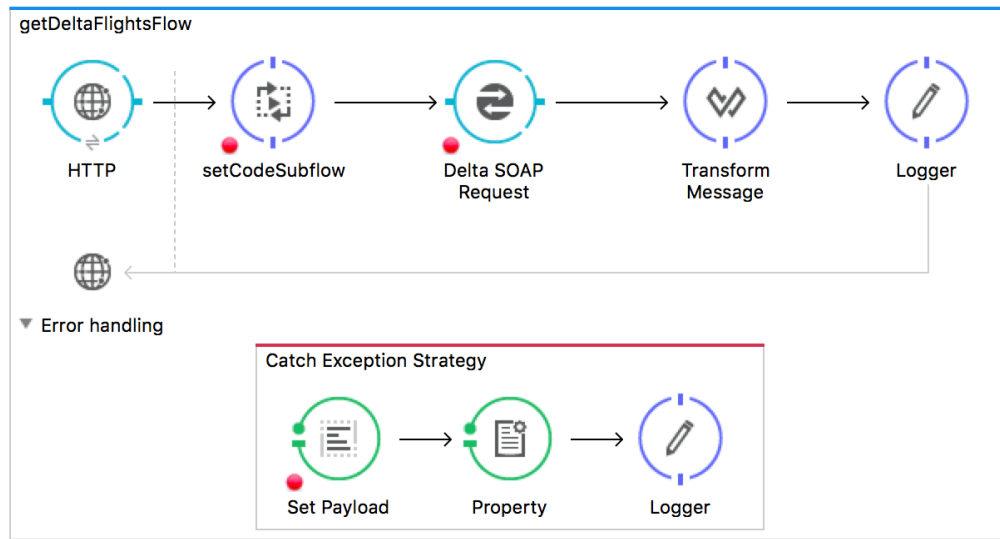 getDeltaFlightsFlow
HTTP
setCodeSubflow
Delta SOAP
Request
Transform
Message
Logger
Error handling
Catch Exception Strategy
Set Payload
Property
Logger